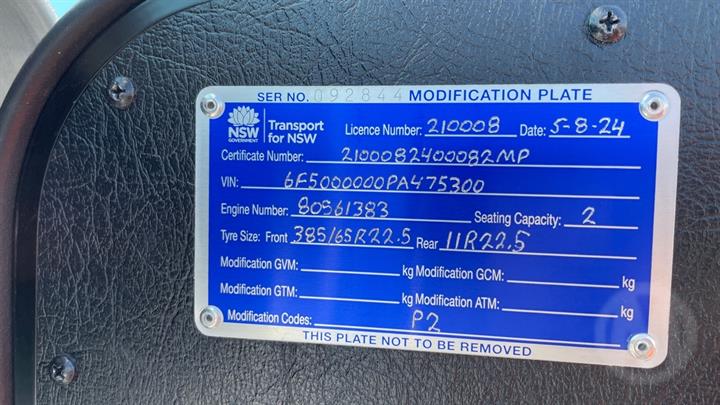 SER NO. 092844 MODIFICATION PLATE
NSW GOVERNMENT Transport for NSW Licence Number: 210008 Date: 5-8-24
Certificate Number: 2100082400082MP
VIN: 6F5000000PA475300
Engine Number: 80561383 Seating Capacity: 2
Tyre Size: Front 385/65R22.5 Rear 11R22.5
Modification GVM: kg Modification GCM: kg
Modification GTM: kg Modification ATM: kg
Modification Codes: P2
THIS PLATE NOT TO BE REMOVED